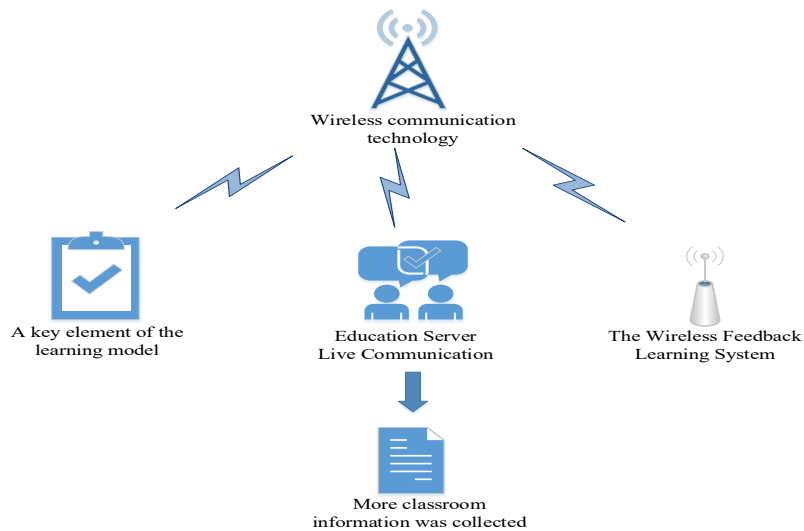 Wireless communication
technology
A key element of the
learning model
Education Server
Live Communication
The Wireless Feedback
Learning System
More classroom
information was collected